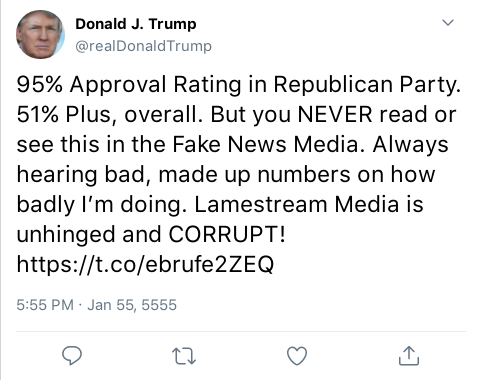 Donald J. Trump
@realDonaldTrump
95% Approval Rating in Republican Party.
51% Plus, overall. But you NEVER read or
see this in the Fake News Media. Always
hearing bad, made up numbers on how
badly I’m doing. Lamestream Media is
unhinged and CORRUPT!
https://t.co/ebrufe2ZEQ
5:55 PM · Jan 55, 5555